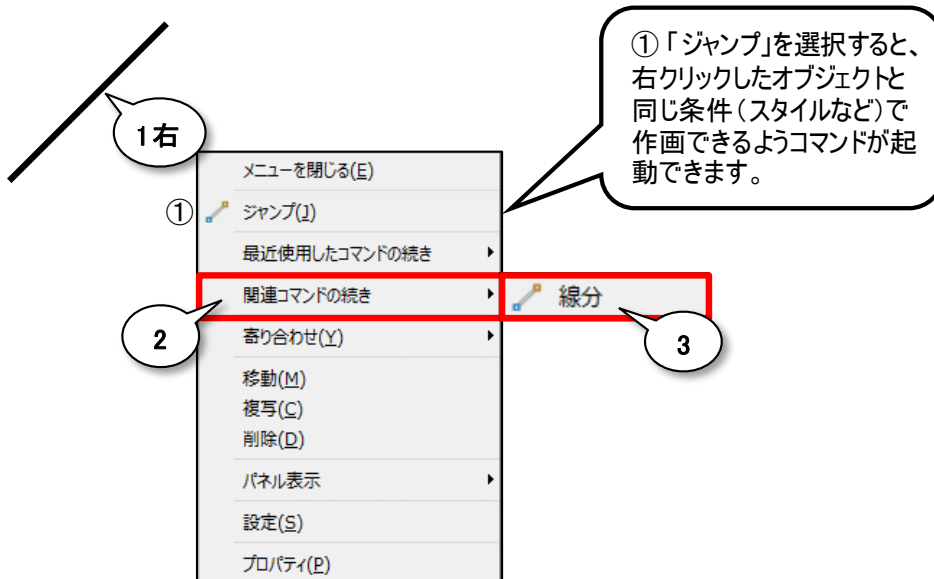 ①「ジャンプ」を選択すると、
右クリックしたオブジェクトと
同じ条件（スタイルなど）で
作画できるようコマンドが起
動できます。
1右
メニューを閉じる(E)
①
ジャンプ(J)
最近使用したコマンドの続き
関連コマンドの続き
線分
2
3
寄り合わせ(Y)
移動(M)
複写(C)
削除(D)
パネル表示
設定(S)
プロパティ(P)